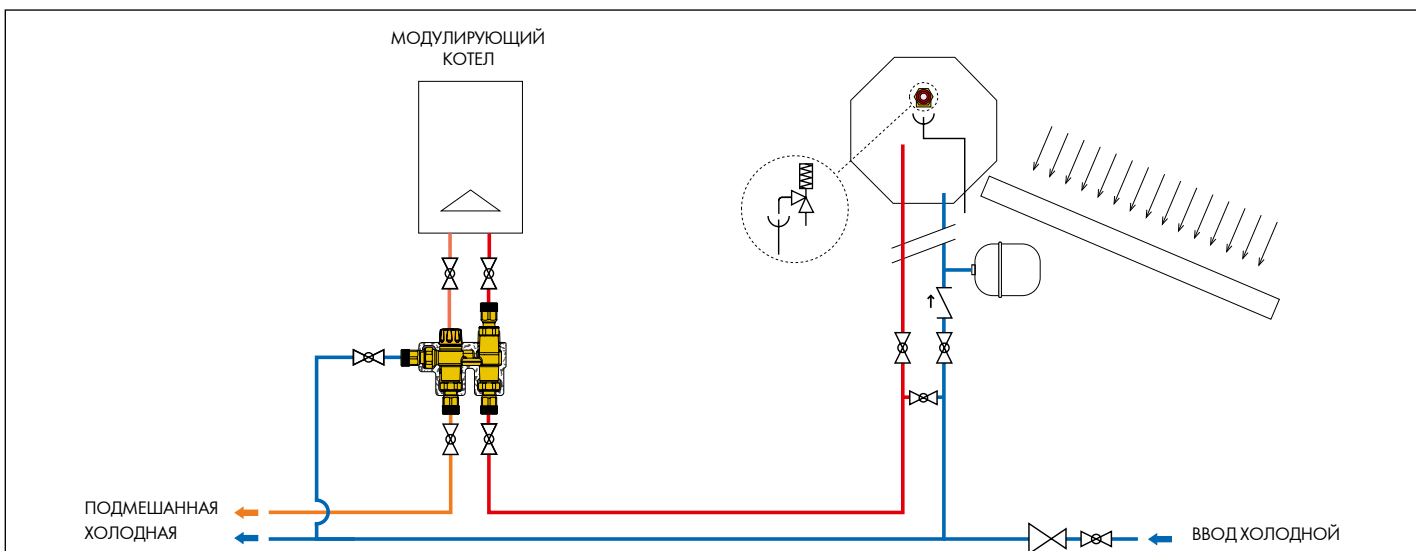 МОДУЛИРУЮЩИЙ
КОТЕЛ
ПОДМЕШАННАЯ
ХОЛОДНАЯ
ВВОД ХОЛОДНОЙ